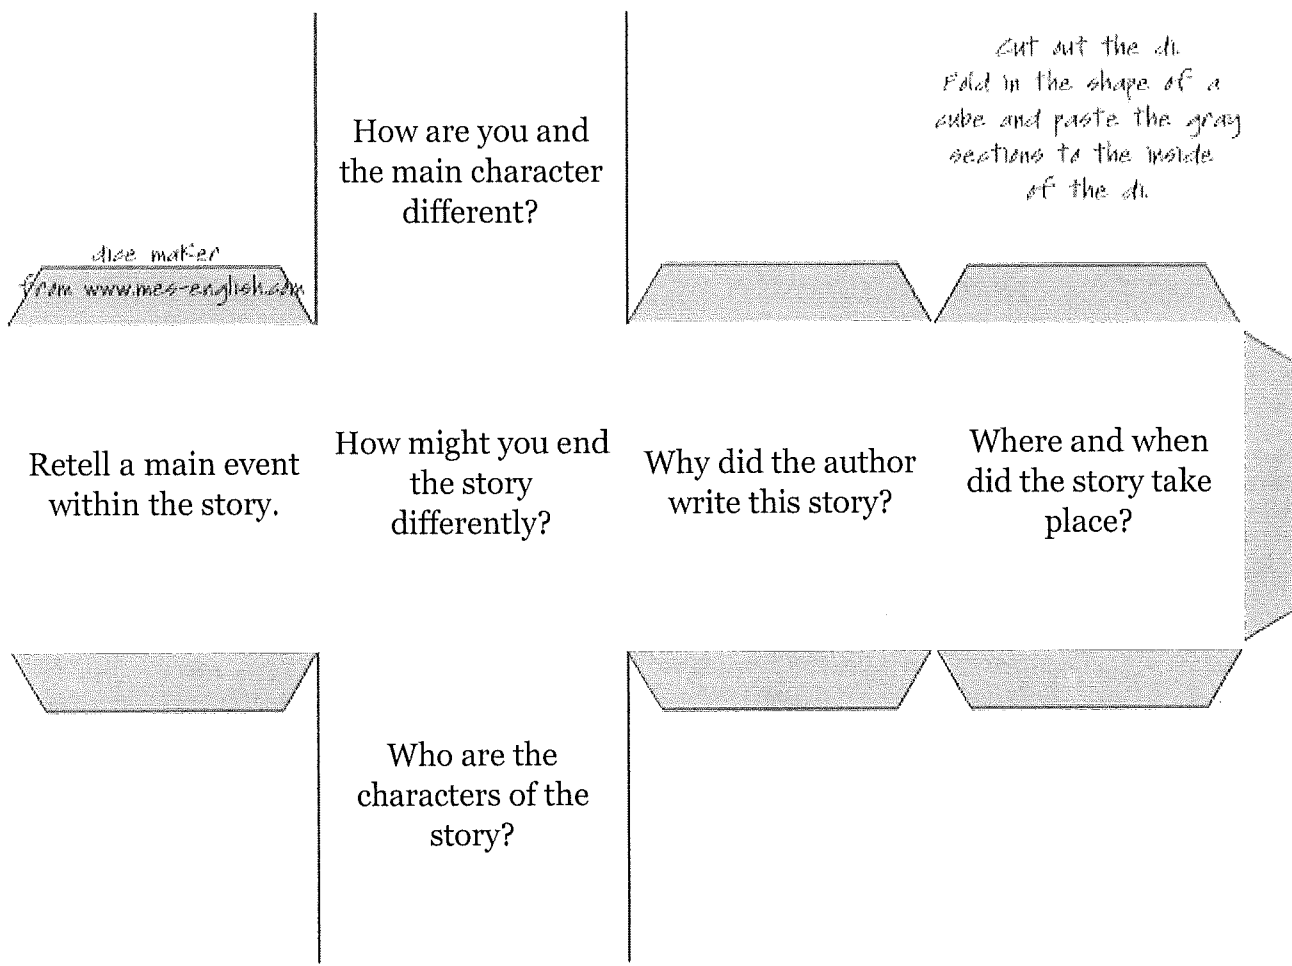 Cut out the di.
Fold in the shape of a
cube and paste the gray
sections to the inside
of the di.
How are you and
the main character
different?
dice maker
from www.mes-english.com
Retell a main event
within the story.
How might you end
the story
differently?
Why did the author
write this story?
Where and when
did the story take
place?
Who are the
characters of the
story?